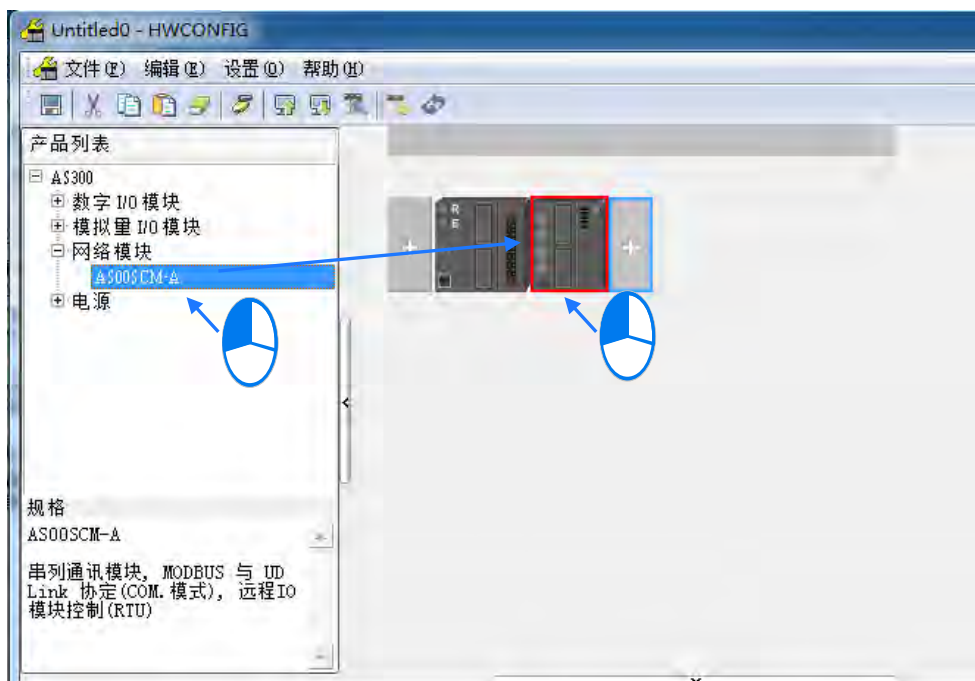 Untitled0 - HWCONFIG
文件(F) 编辑(E) 设置(O) 帮助(H)
产品列表
AS300
数字 I/O 模块
模拟量 I/O 模块
网络模块
AS00SCM-A
电源
规格
AS00SCM-A
串列通讯模块, MODBUS 与 UD
Link 协定(COM.模式), 远程IO
模块控制(RTU)